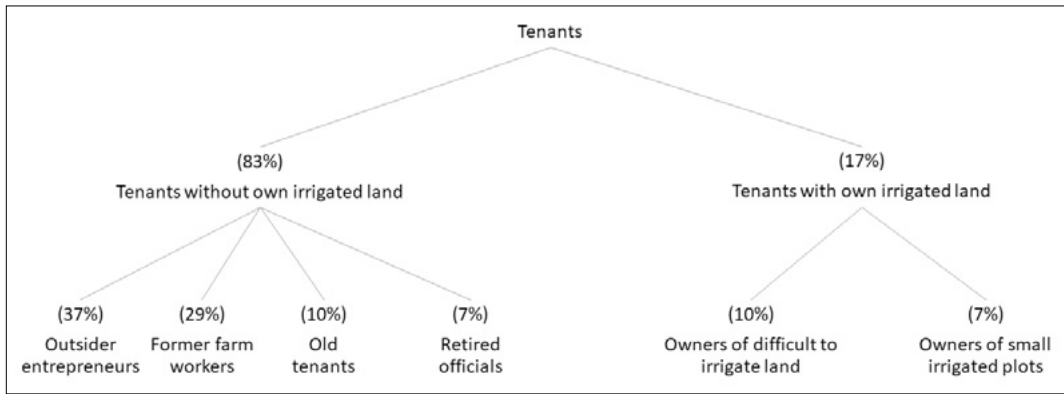 Tenants
(83%)
Tenants without own irrigated land
(17%)
Tenants with own irrigated land
(37%)
Outsider
entrepreneurs
(29%)
Former farm
workers
(10%)
Old
tenants
(7%)
Retired
officials
(10%)
Owners of difficult to
irrigate land
(7%)
Owners of small
irrigated plots